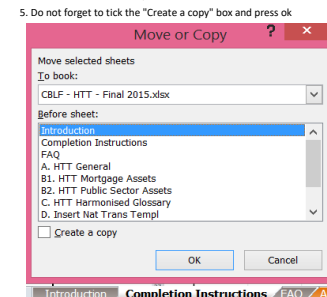 5. Do not forget to tick the "Create a copy" box and press ok
Move or Copy ? ×
Move selected sheets
To book:
CBLF - HTT - Final 2015.xlsx
Before sheet:
Introduction
Completion Instructions
FAQ
A. HTT General
B1. HTT Mortgage Assets
B2. HTT Public Sector Assets
C. HTT Harmonised Glossary
D. Insert Nat Trans Templ
Create a copy
OK Cancel
Introduction Completion Instructions FAQ A